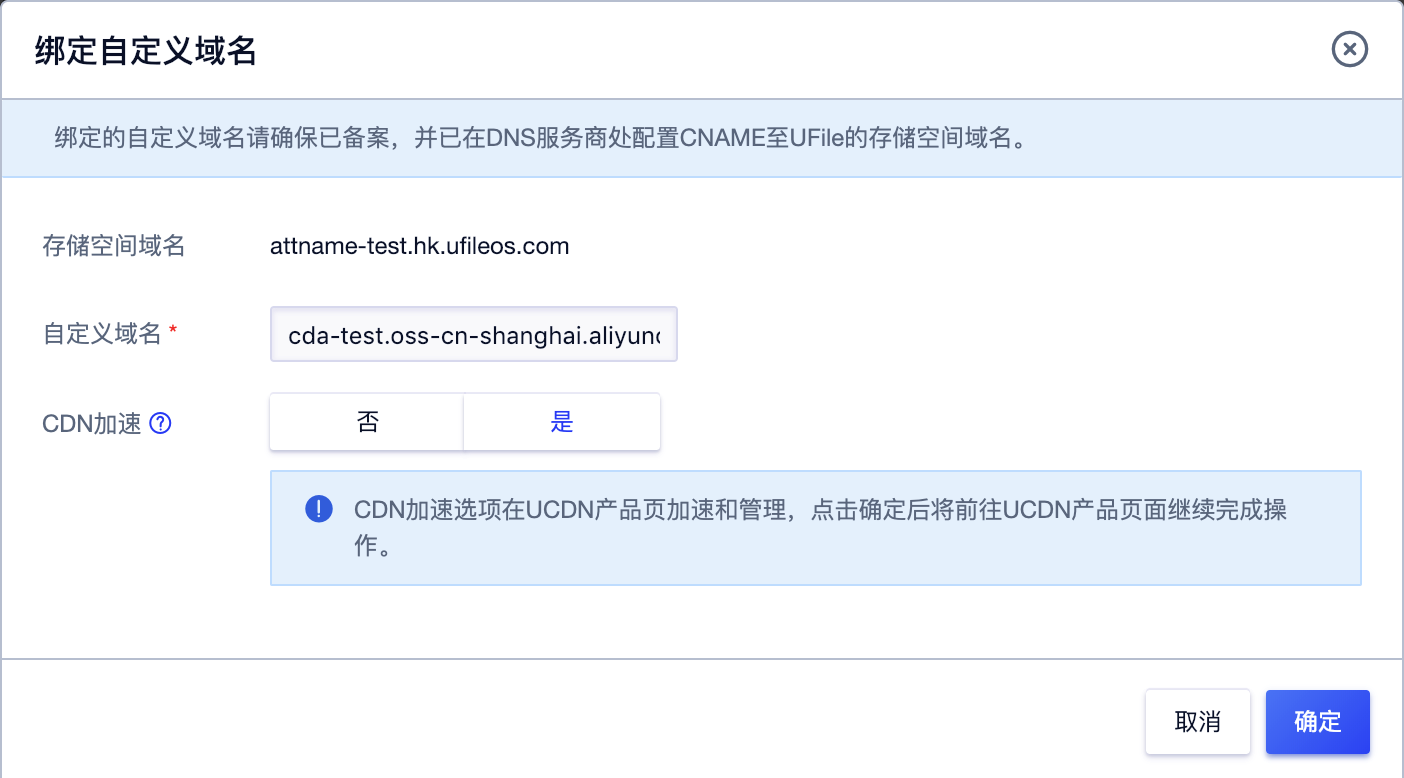 绑定自定义域名
绑定的自定义域名请确保已备案，并已在DNS服务商处配置CNAME至UFile的存储空间域名。
存储空间域名 attname-test.hk.ufileos.com
自定义域名 * cda-test.oss-cn-shanghai.aliyun
CDN加速 ? 否 是
! CDN加速选项在UCDN产品页加速和管理，点击确定后将前往UCDN产品页面继续完成操
作。
取消 确定